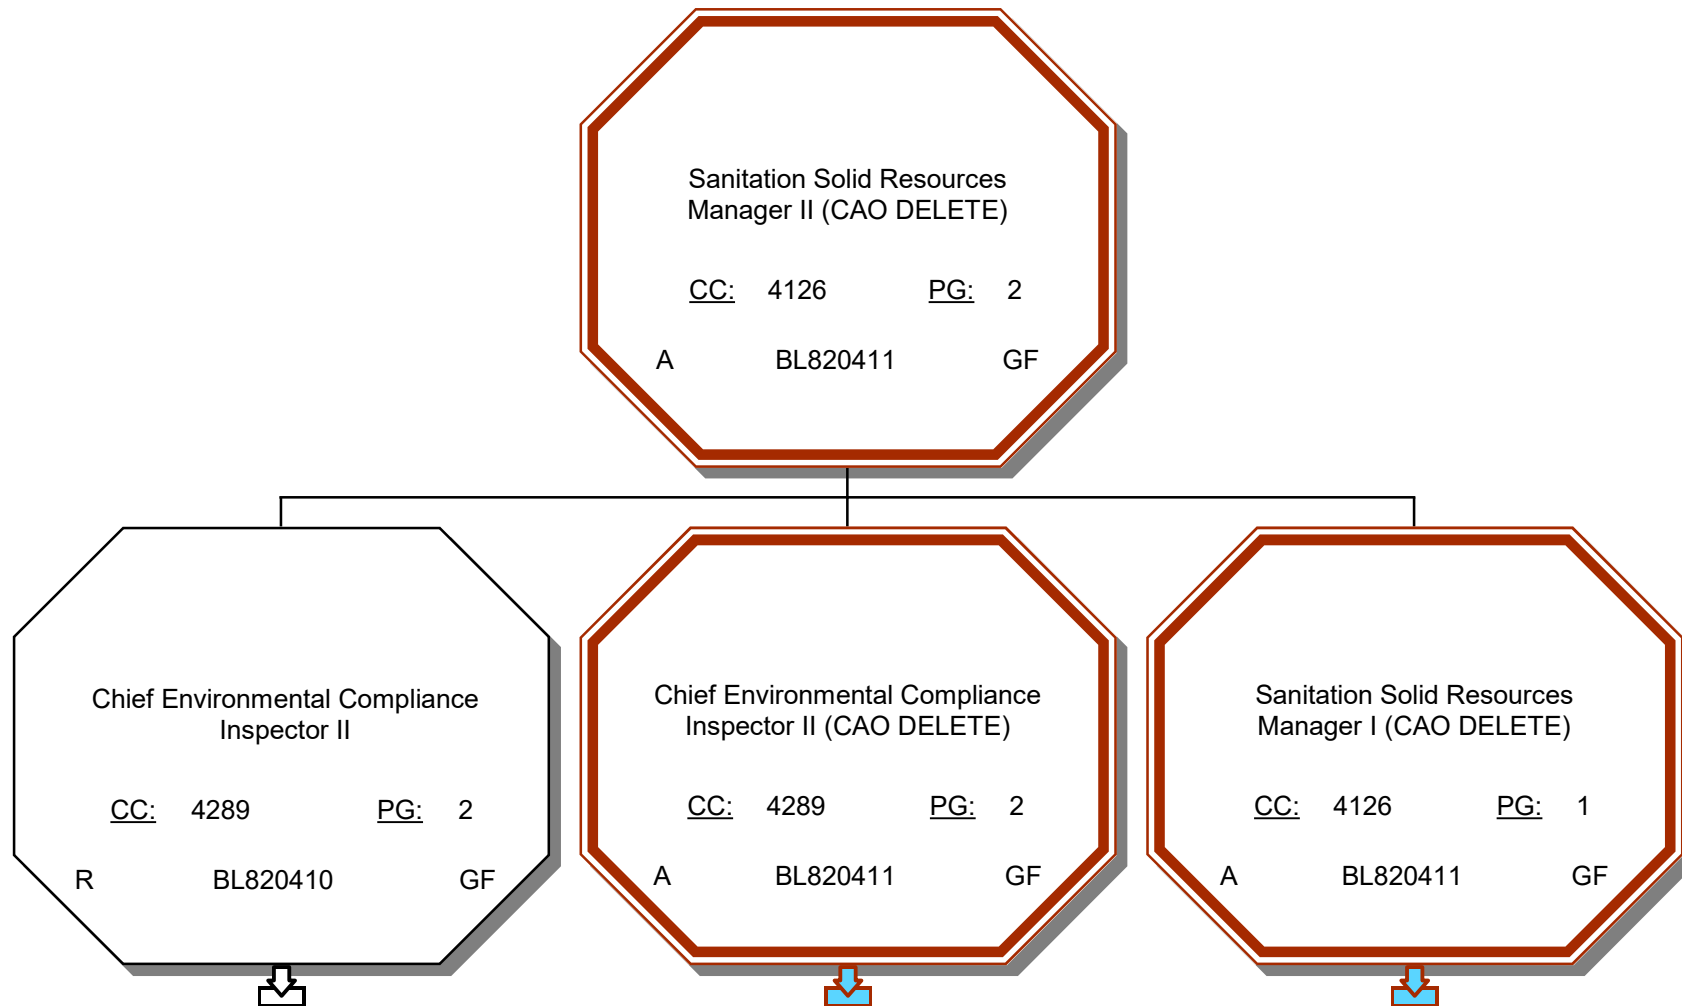 Sanitation Solid Resources
Manager II (CAO DELETE)
CC: 4126 PG: 2
A BL820411 GF
Chief Environmental Compliance
Inspector II
CC: 4289 PG: 2
R BL820410 GF
Chief Environmental Compliance
Inspector II (CAO DELETE)
CC: 4289 PG: 2
A BL820411 GF
Sanitation Solid Resources
Manager I (CAO DELETE)
CC: 4126 PG: 1
A BL820411 GF